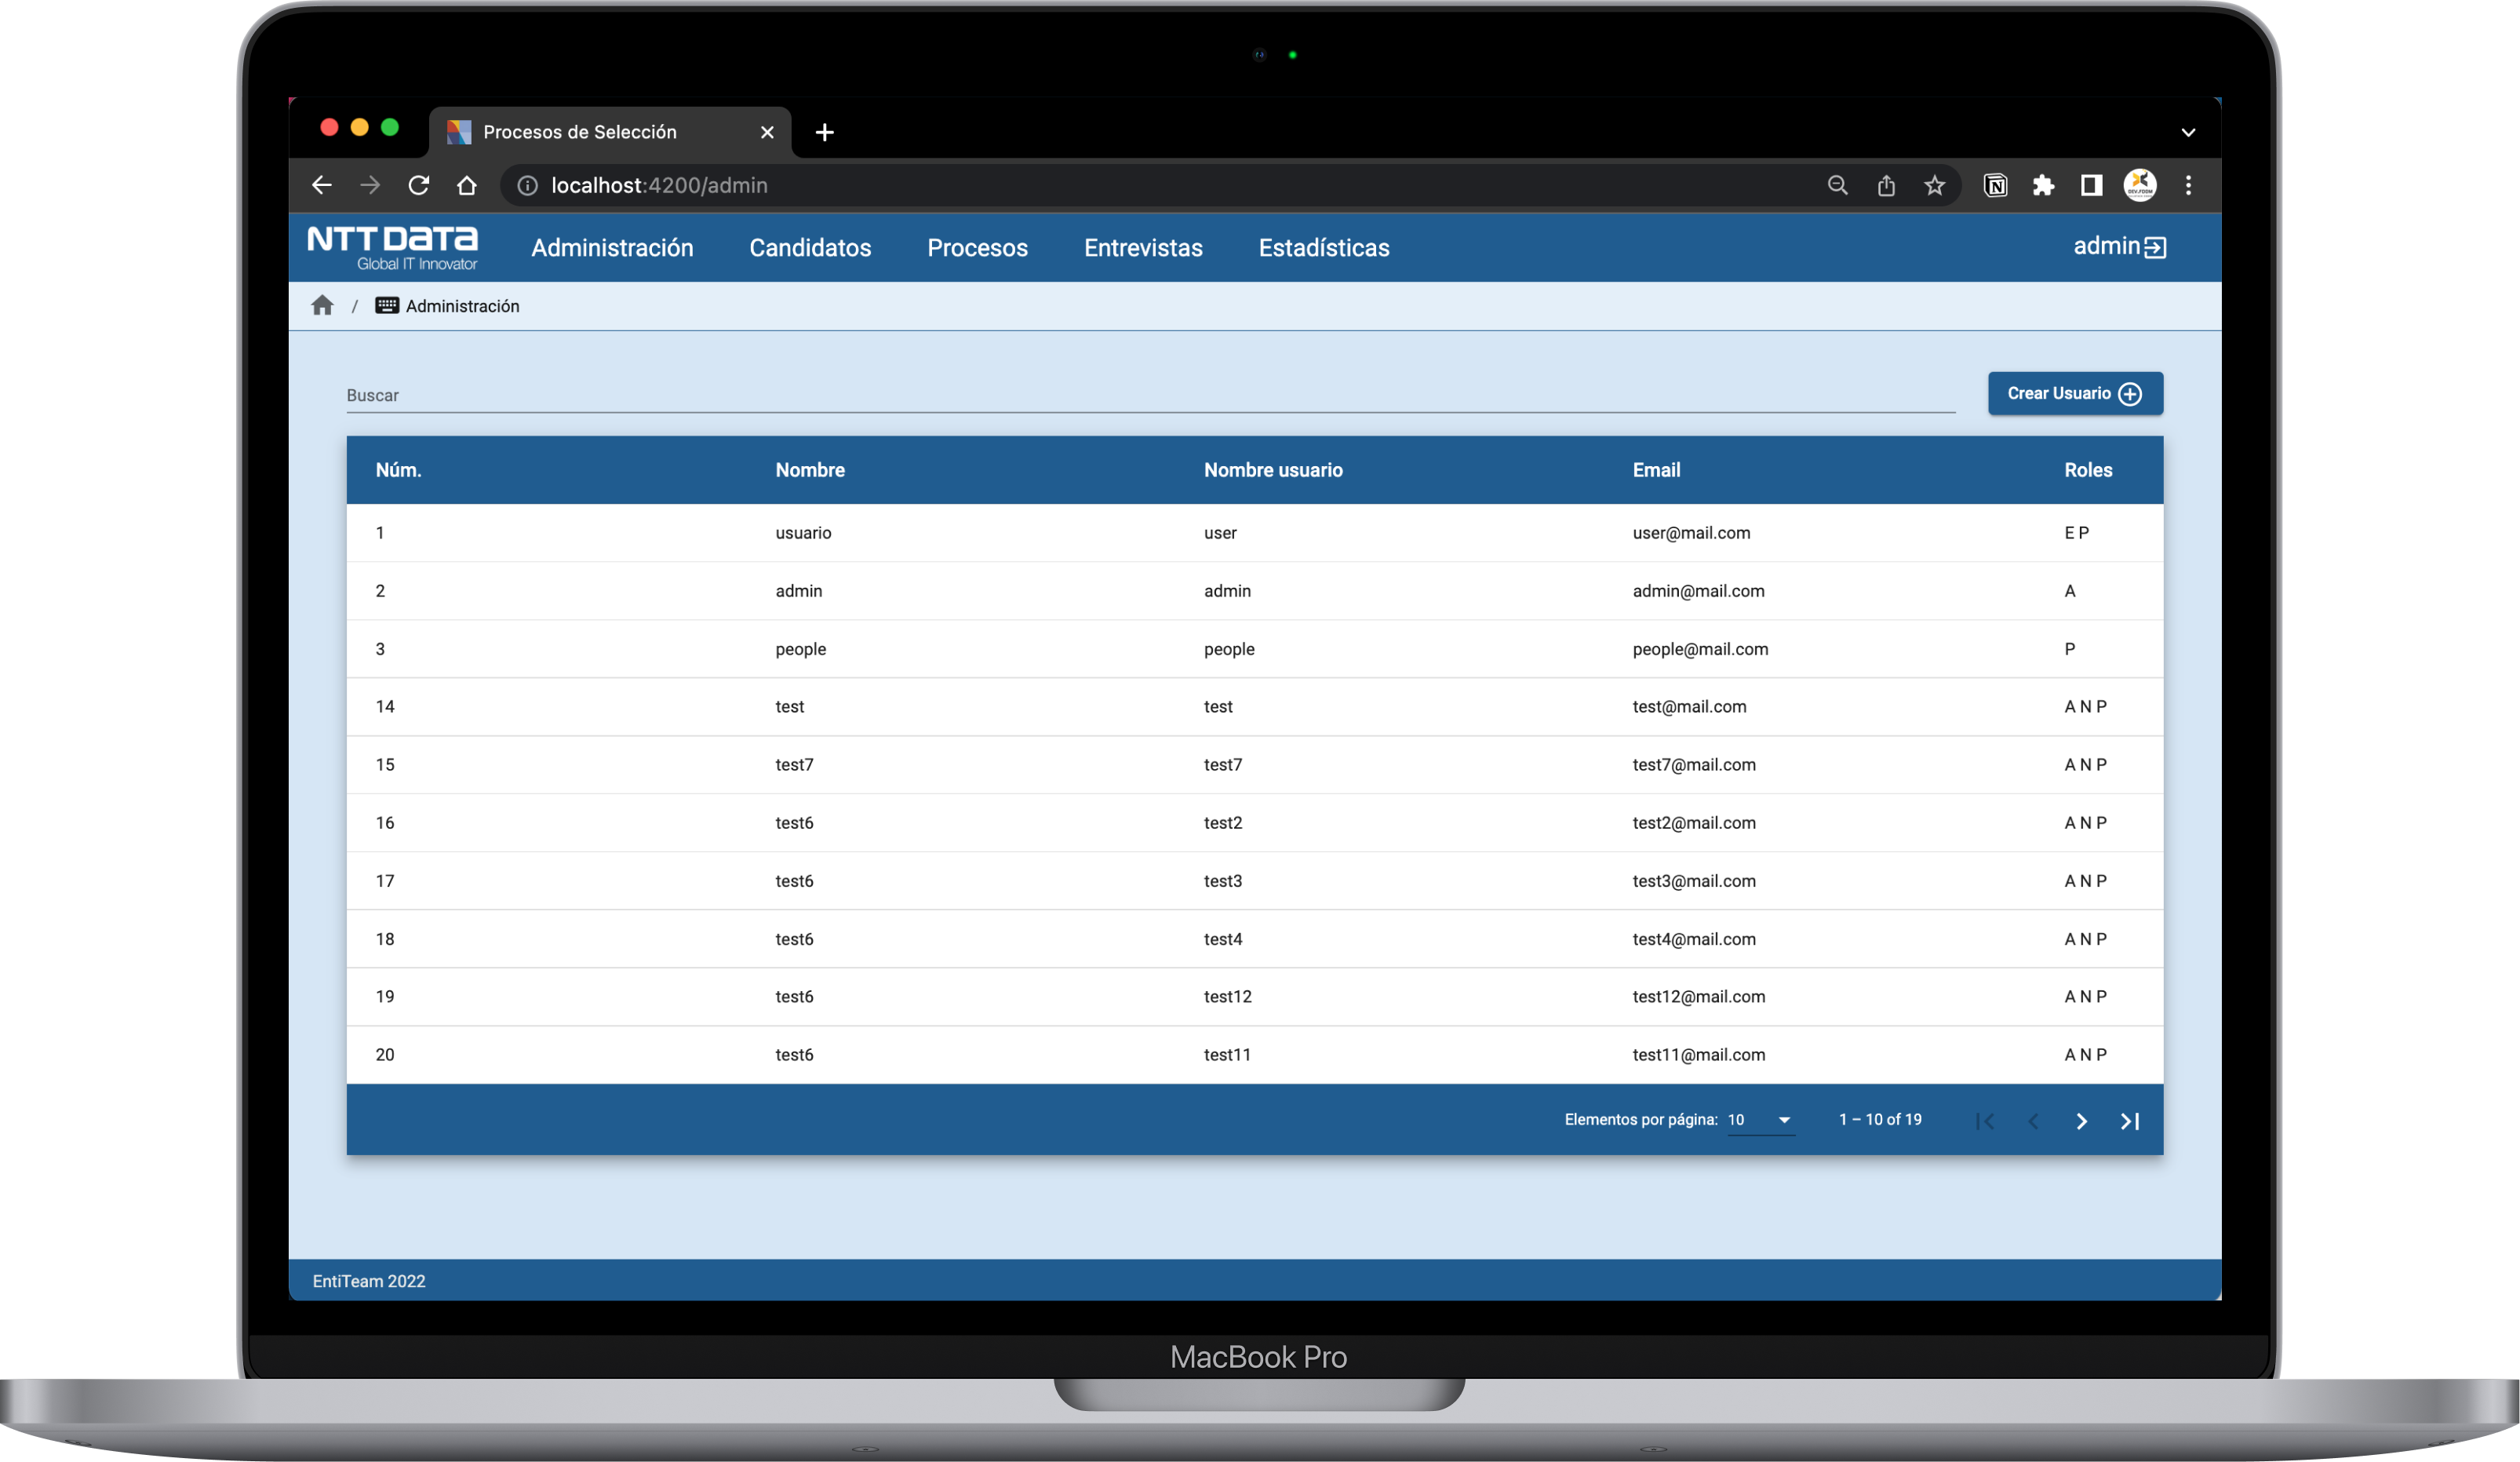 Procesos de Selección
localhost:4200/admin
NTT DATA
Global IT Innovator
Administración Candidatos Procesos Entrevistas Estadísticas admin
/ Administración
Buscar
Crear Usuario
Núm. Nombre Nombre usuario Email Roles
1 usuario user user@mail.com E P
2 admin admin admin@mail.com A
3 people people people@mail.com P
14 test test test@mail.com A N P
15 test7 test7 test7@mail.com A N P
16 test6 test2 test2@mail.com A N P
17 test6 test3 test3@mail.com A N P
18 test6 test4 test4@mail.com A N P
19 test6 test12 test12@mail.com A N P
20 test6 test11 test11@mail.com A N P
Elementos por página: 10 1 – 10 of 19
EntiTeam 2022
MacBook Pro